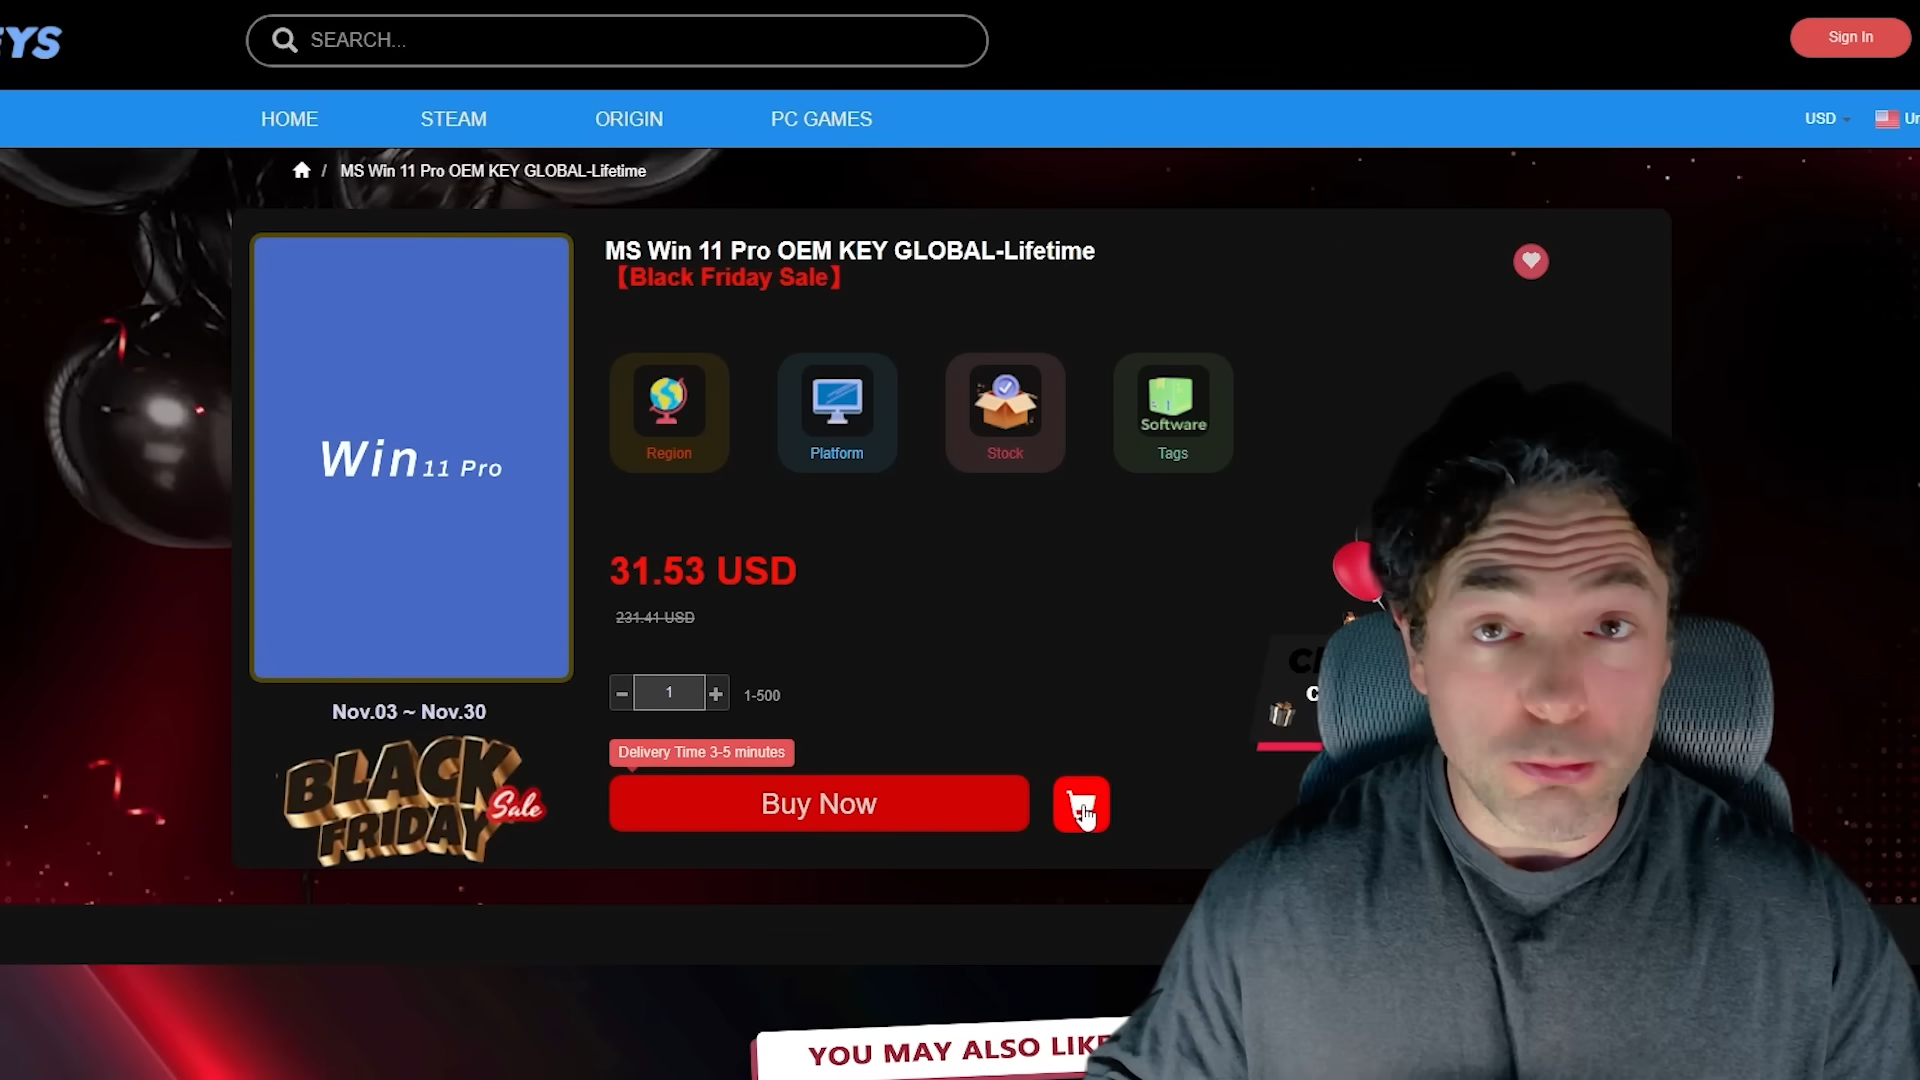 EYS
SEARCH...
Sign In
HOME
STEAM
ORIGIN
PC GAMES
USD
/ MS Win 11 Pro OEM KEY GLOBAL-Lifetime
MS Win 11 Pro OEM KEY GLOBAL-Lifetime
【Black Friday Sale】
Win 11 Pro
Software
Region
Platform
Stock
Tags
31.53 USD
231.41 USD
- 1 + 1-500
Nov.03 ~ Nov.30
BLACK
FRIDAY
Sale
Delivery Time 3-5 minutes
Buy Now
YOU MAY ALSO LIKE